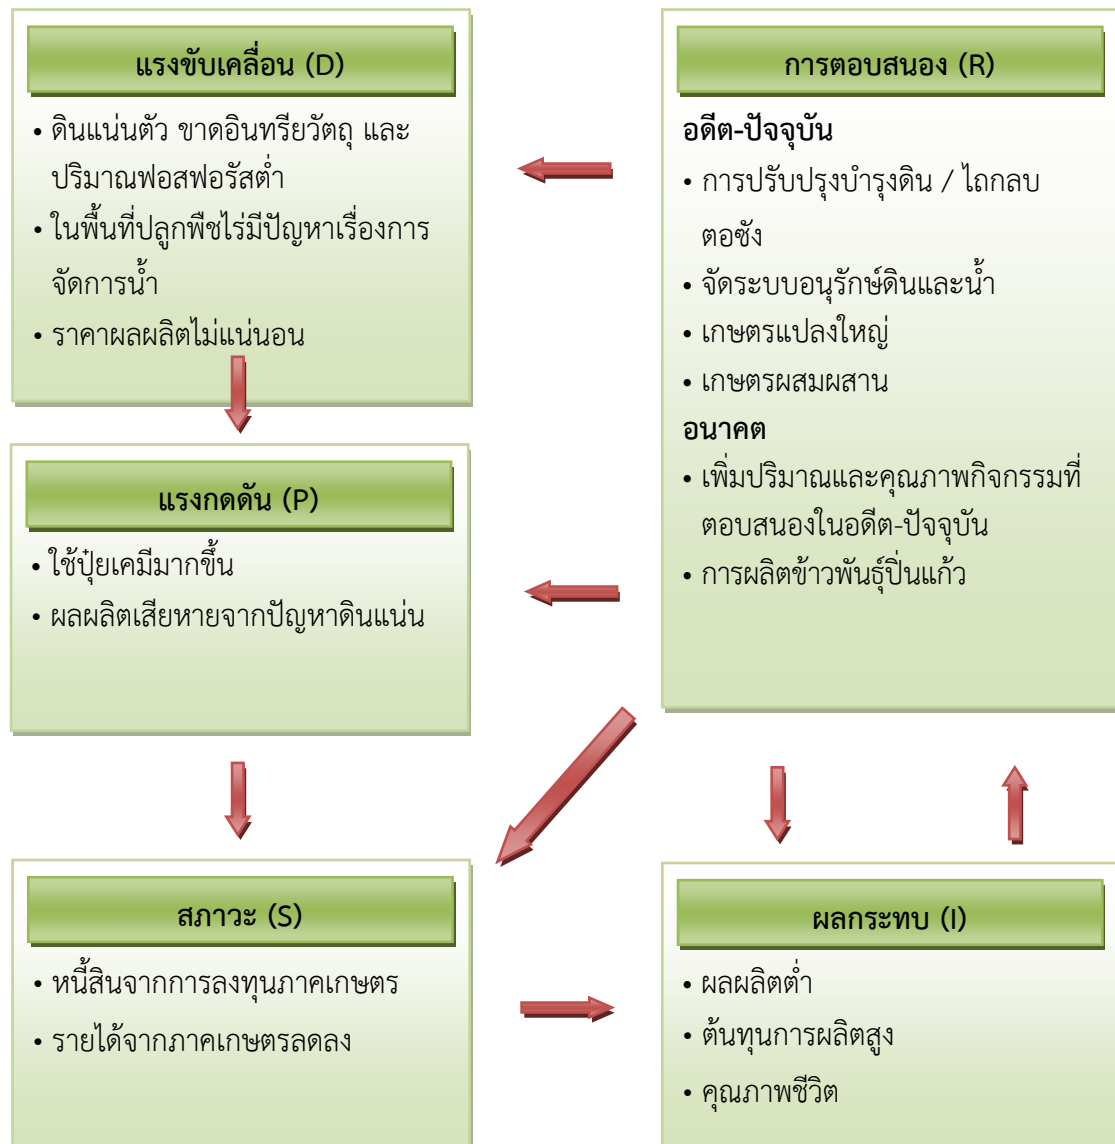 แรงขับเคลื่อน (D)
• ดินแน่นตัว ขาดอินทรียวัตถุ และ
ปริมาณฟอสฟอรัสต่ำ
• ในพื้นที่ปลูกพืชไร่มีปัญหาเรื่องการ
จัดการน้ำ
• ราคาผลผลิตไม่แน่นอน
แรงกดดัน (P)
• ใช้ปุ๋ยเคมีมากขึ้น
• ผลผลิตเสียหายจากปัญหาดินแน่น
สภาวะ (S)
• หนี้สินจากการลงทุนภาคเกษตร
• รายได้จากภาคเกษตรลดลง
การตอบสนอง (R)
อดีต-ปัจจุบัน
• การปรับปรุงบำรุงดิน / ไถกลบ
ตอซัง
• จัดระบบอนุรักษ์ดินและน้ำ
• เกษตรแปลงใหญ่
• เกษตรผสมผสาน
อนาคต
• เพิ่มปริมาณและคุณภาพกิจกรรมที่
ตอบสนองในอดีต-ปัจจุบัน
• การผลิตข้าวพันธุ์ปิ่นแก้ว
ผลกระทบ (I)
• ผลผลิตต่ำ
• ต้นทุนการผลิตสูง
• คุณภาพชีวิต